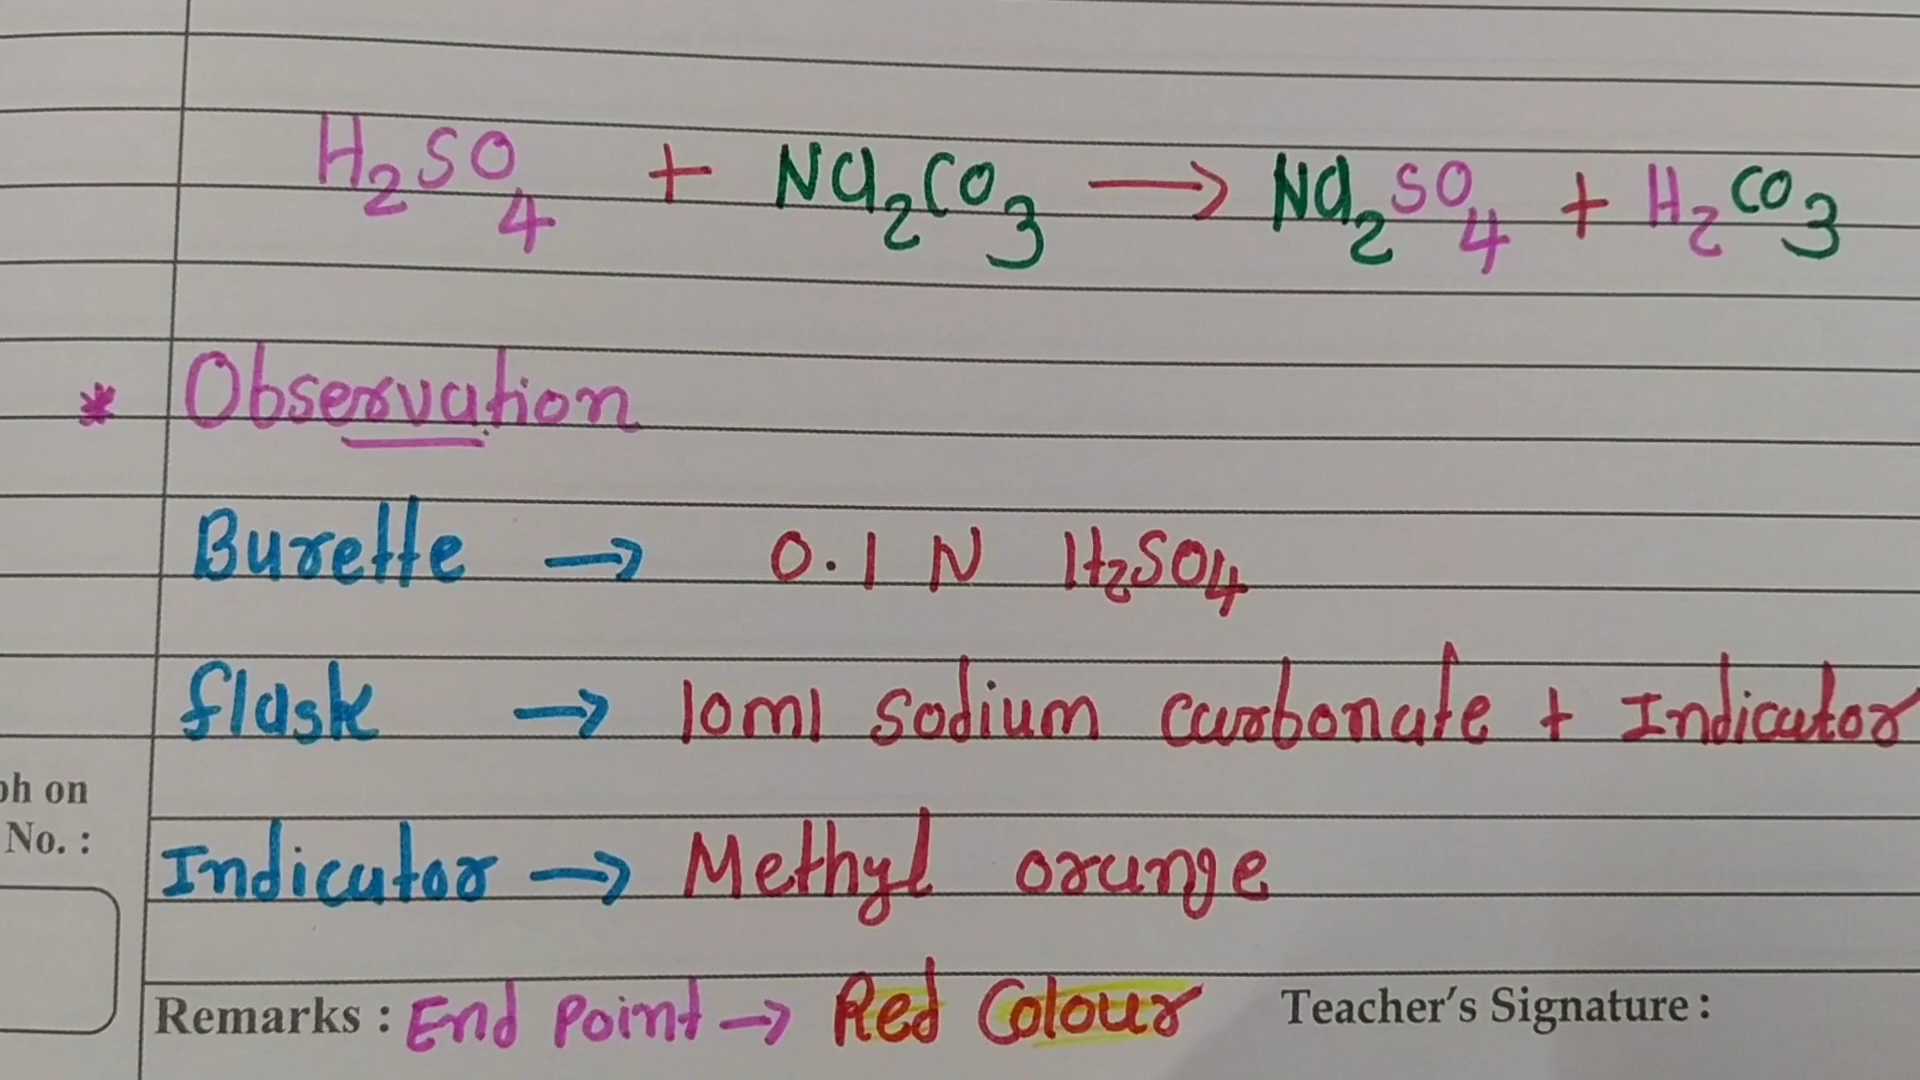 H₂SO₄ + Na₂CO₃ → Na₂SO₄ + H₂CO₃
* Observation
Burette → 0.1 N H₂SO₄
flask → 10ml sodium carbonate + Indicator
ph on
No. :
Indicator → Methyl orange
Remarks : End Point → Red Colour Teacher's Signature :